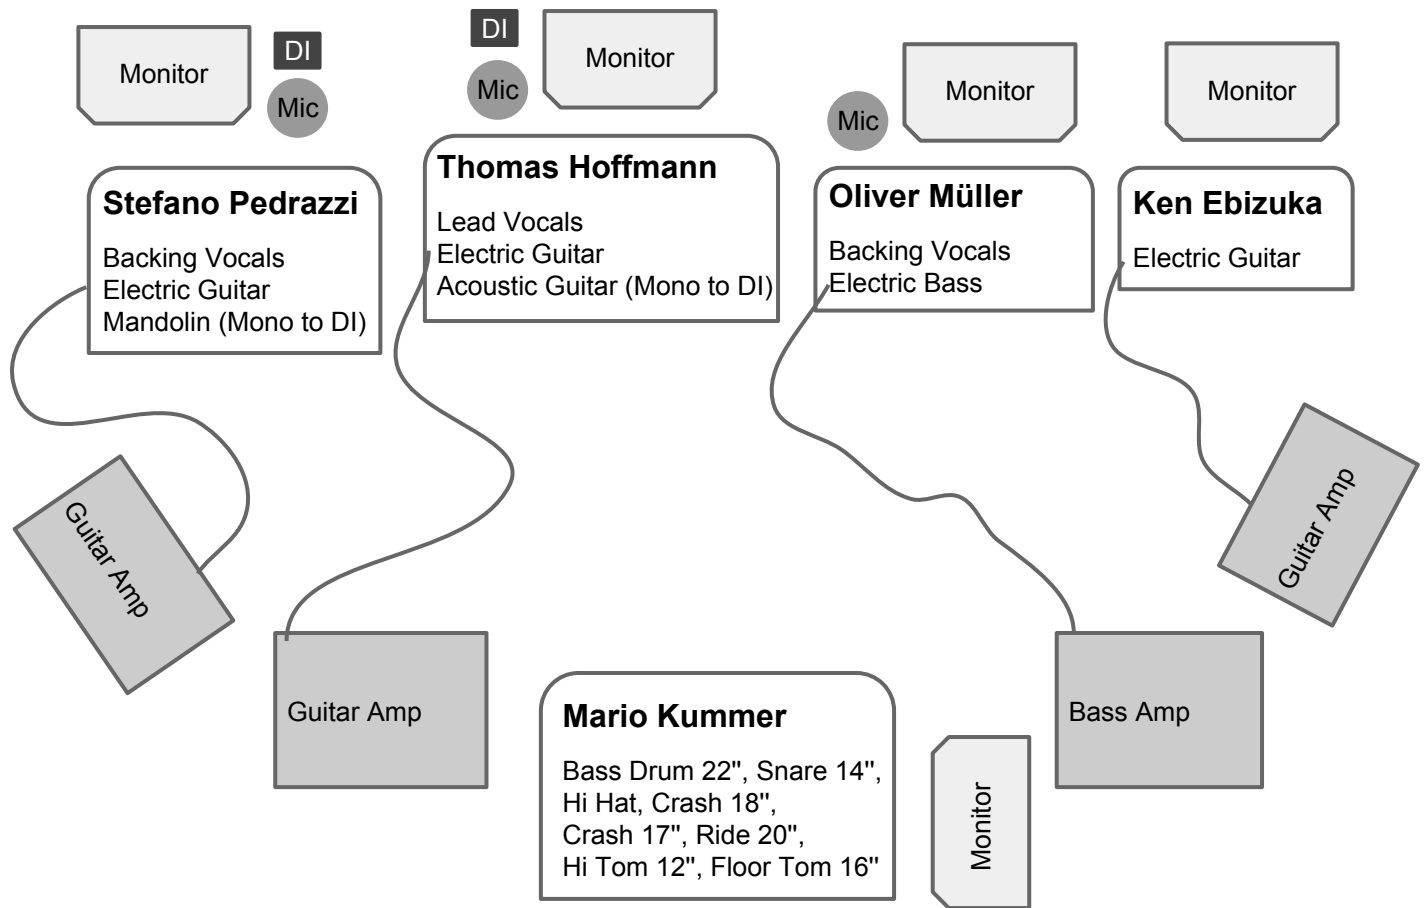 Monitor
DI
Mic
DI
Mic
Monitor
Mic
Monitor
Monitor
Stefano Pedrazzi
Backing Vocals
Electric Guitar
Mandolin (Mono to DI)
Thomas Hoffmann
Lead Vocals
Electric Guitar
Acoustic Guitar (Mono to DI)
Oliver Müller
Backing Vocals
Electric Bass
Ken Ebizuka
Electric Guitar
Guitar Amp
Guitar Amp
Guitar Amp
Mario Kummer
Bass Drum 22", Snare 14",
Hi Hat, Crash 18",
Crash 17", Ride 20",
Hi Tom 12", Floor Tom 16"
Monitor
Bass Amp